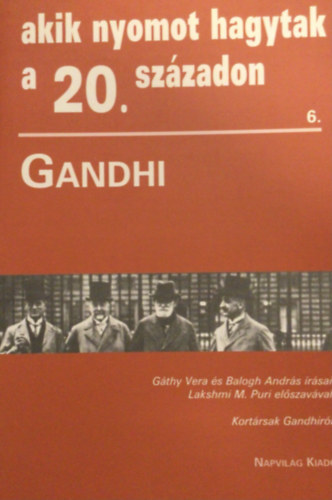 akik nyomot hagytak
a 20. századon
6.
GANDHI
Gáthy Vera és Balogh András írásai
Lakshmi M. Puri előszavával
Kortársak Gandhiról
NAPVILÁG KIADÓ